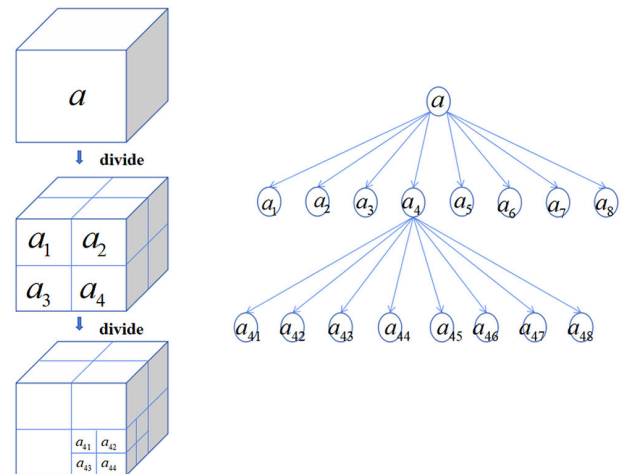 a
divide
a₁ a₂
a₃ a₄
divide
a₄₁ a₄₂
a₄₃ a₄₄
a
a₁ a₂ a₃ a₄ a₅ a₆ a₇ a₈
a₄₁ a₄₂ a₄₃ a₄₄ a₄₅ a₄₆ a₄₇ a₄₈